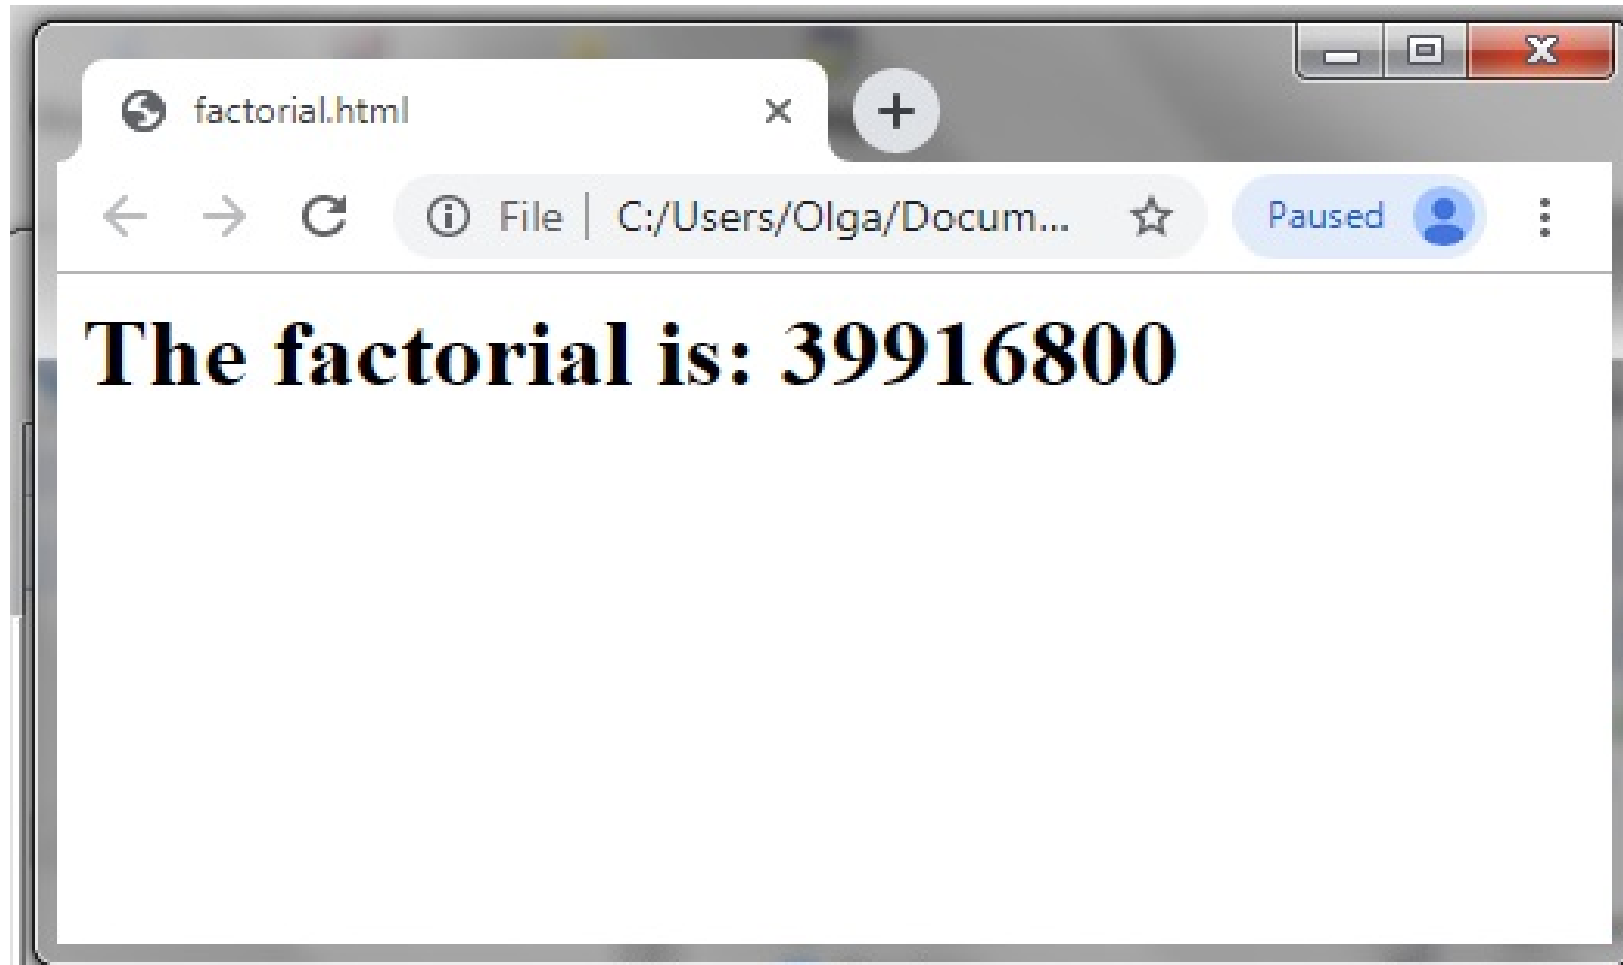 factorial.html
File C:/Users/Olga/Docum... Paused
The factorial is: 39916800